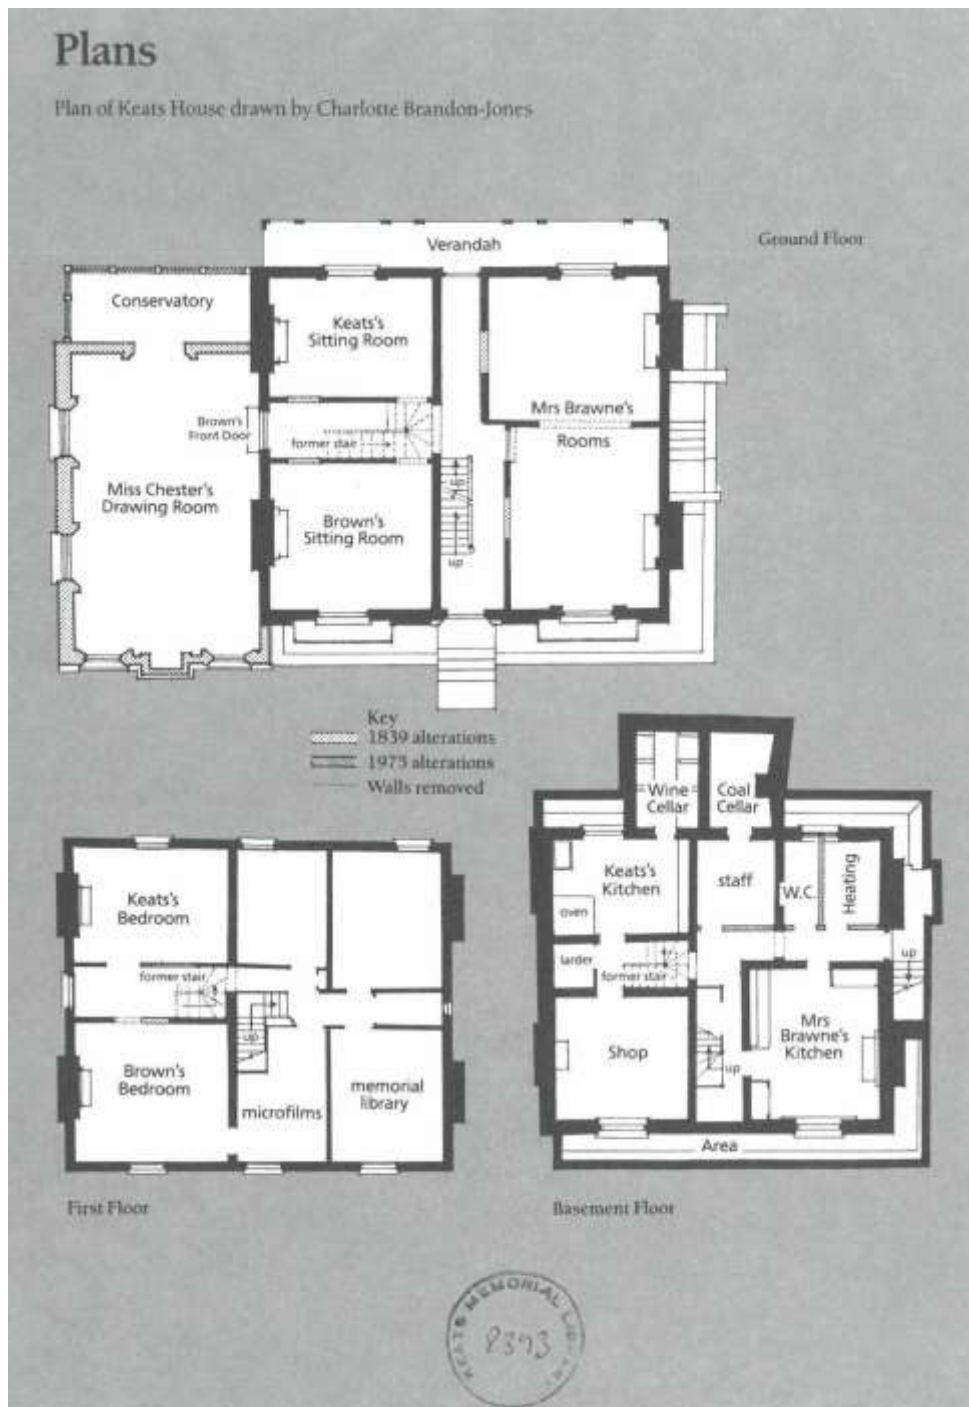 Plans
Plan of Keats House drawn by Charlotte Brandon-Jones
Ground Floor
Verandah
Conservatory
Keats's
Sitting Room
Brown's
Front Door
former stair
Mrs Brawne's
Rooms
Miss Chester's
Drawing Room
Brown's
Sitting Room
up
Key
1839 alterations
1975 alterations
Walls removed
Keats's
Bedroom
former stair
up
Brown's
Bedroom
microfilms
memorial
library
First Floor
Wine
Cellar
Coal
Cellar
Keats's
Kitchen
oven
staff
W.C.
Heating
larder
former stair
up
Shop
up
Mrs
Brawne's
Kitchen
Area
Basement Floor
KEATS MEMORIAL LIBRARY
8393